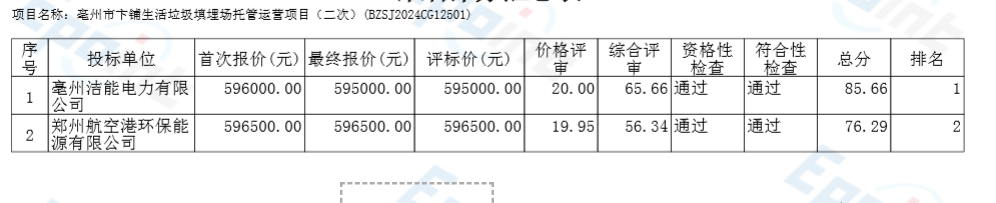 项目名称：亳州市卞铺生活垃圾填埋场托管运营项目（二次）(BZSJ2024CG12501)
序号 投标单位 首次报价(元) 最终报价(元) 评标价(元) 价格评审 综合评审 资格性检查 符合性检查 总分 排名
1 亳州洁能电力有限公司 596000.00 595000.00 595000.00 20.00 65.66 通过 通过 85.66 1
2 郑州航空港环保能源有限公司 596500.00 596500.00 596500.00 19.95 56.34 通过 通过 76.29 2